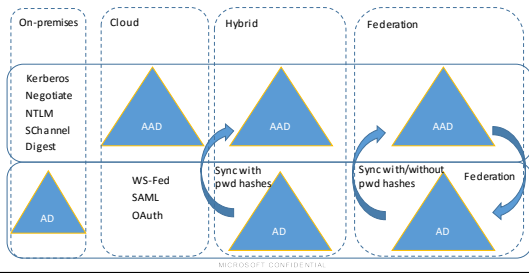 On-premises
Cloud
Hybrid
Federation
Kerberos
Negotiate
NTLM
SChannel
Digest
AAD
AAD
AAD
AD
WS-Fed
SAML
OAuth
Sync with
pwd hashes
AD
Sync with/without
pwd hashes
Federation
AD
MICROSOFT CONFIDENTIAL